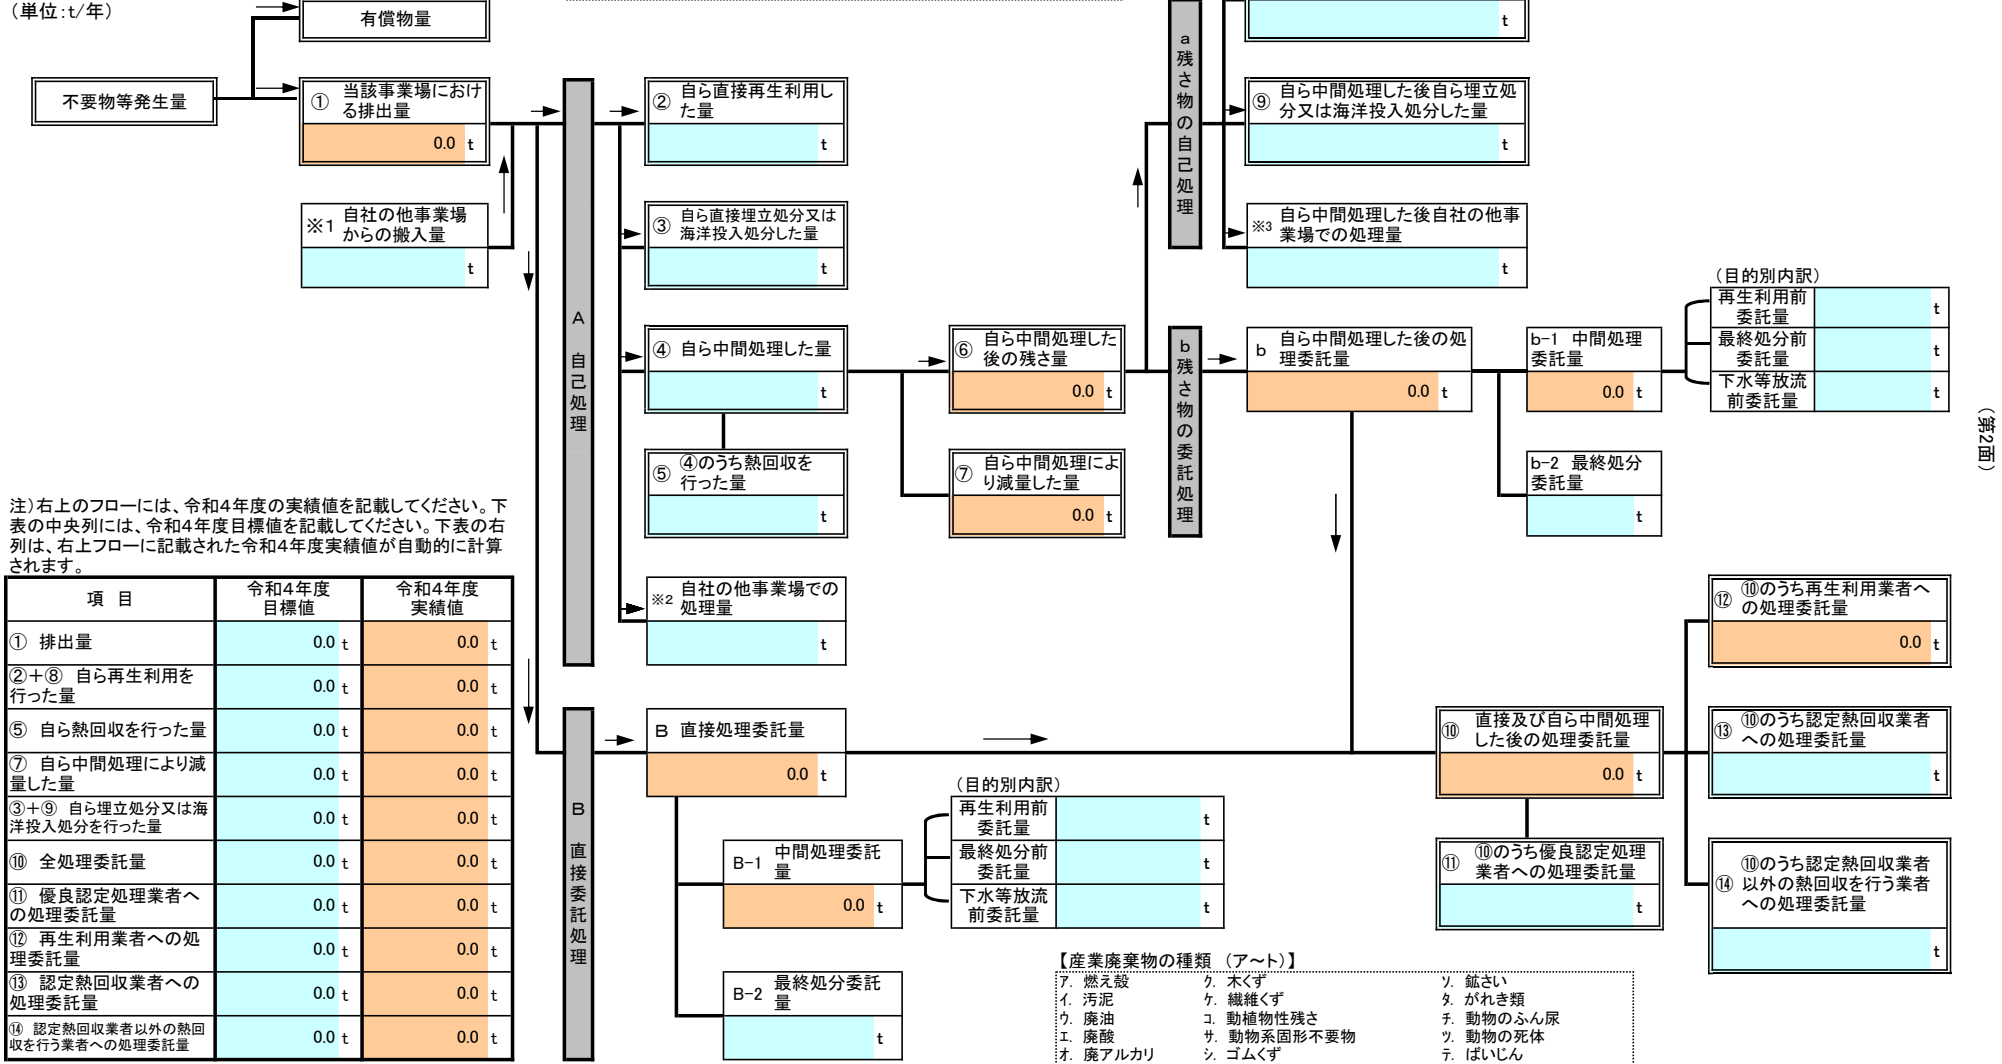 （単位：t/年）
有償物量
不要物等発生量
① 当該事業場におけ
る排出量
0.0 t
※1 自社の他事業場
からの搬入量
t
A 自己処理
② 自ら直接再生利用し
た量
t
③ 自ら直接埋立処分又は
海洋投入処分した量
t
④ 自ら中間処理した量
t
⑤ ④のうち熱回収を
行った量
t
※2 自社の他事業場での
処理量
t
⑥ 自ら中間処理した
後の残さ量
0.0 t
⑦ 自ら中間処理によ
り減量した量
0.0 t
a 残さ物の自己処理
t
⑨ 自ら中間処理した後自ら埋立処
分又は海洋投入処分した量
t
※3 自ら中間処理した後自社の他事
業場での処理量
t
b 残さ物の委託処理
b 自ら中間処理した後の処
理委託量
0.0 t
b-1 中間処理
委託量
0.0 t
（目的別内訳）
再生利用前
委託量 t
最終処分前
委託量 t
下水等放流
前委託量 t
b-2 最終処分
委託量
t
（第2面）
注）右上のフローには、令和4年度の実績値を記載してください。下
表の中央列には、令和4年度目標値を記載してください。下表の右
列は、右上フローに記載された令和4年度実績値が自動的に計算
されます。
項 目 令和4年度 目標値 令和4年度 実績値
① 排出量 0.0 t 0.0 t
②＋⑧ 自ら再生利用を
行った量 0.0 t 0.0 t
⑤ 自ら熱回収を行った量 0.0 t 0.0 t
⑦ 自ら中間処理により減
量した量 0.0 t 0.0 t
③＋⑨ 自ら埋立処分又は海
洋投入処分を行った量 0.0 t 0.0 t
⑩ 全処理委託量 0.0 t 0.0 t
⑪ 優良認定処理業者へ
の処理委託量 0.0 t 0.0 t
⑫ 再生利用業者への処
理委託量 0.0 t 0.0 t
⑬ 認定熱回収業者への
処理委託量 0.0 t 0.0 t
⑭ 認定熱回収業者以外の熱回
収を行う業者への処理委託量 0.0 t 0.0 t
B 直接委託処理
B 直接処理委託量
0.0 t
B-1 中間処理委託
量
0.0 t
（目的別内訳）
再生利用前
委託量 t
最終処分前
委託量 t
下水等放流
前委託量 t
B-2 最終処分委託
量
t
⑩ 直接及び自ら中間処理
した後の処理委託量
0.0 t
⑪ ⑩のうち優良認定処理
業者への処理委託量
t
⑫ ⑩のうち再生利用業者へ
の処理委託量
0.0 t
⑬ ⑩のうち認定熱回収業者
への処理委託量
t
⑭ ⑩のうち認定熱回収業者
以外の熱回収を行う業者
への処理委託量
t
【産業廃棄物の種類 （ア～ト）】
ア. 燃え殻 ク. 木くず ソ. 鉱さい
イ. 汚泥 ケ. 繊維くず タ. がれき類
ウ. 廃油 コ. 動植物性残さ チ. 動物のふん尿
エ. 廃酸 サ. 動物系固形不要物 ツ. 動物の死体
オ. 廃アルカリ シ. ゴムくず テ. ばいじん